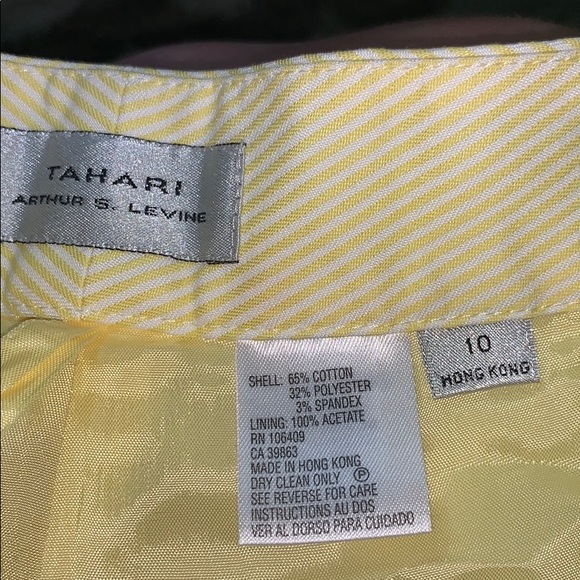 TAHARI
ARTHUR S. LEVINE
10
HONG KONG
SHELL: 65% COTTON
32% POLYESTER
3% SPANDEX
LINING: 100% ACETATE
RN 106409
CA 39863
MADE IN HONG KONG
DRY CLEAN ONLY Ⓟ
SEE REVERSE FOR CARE
INSTRUCTIONS AU DOS
VER AL DORSO PARA CUIDADO